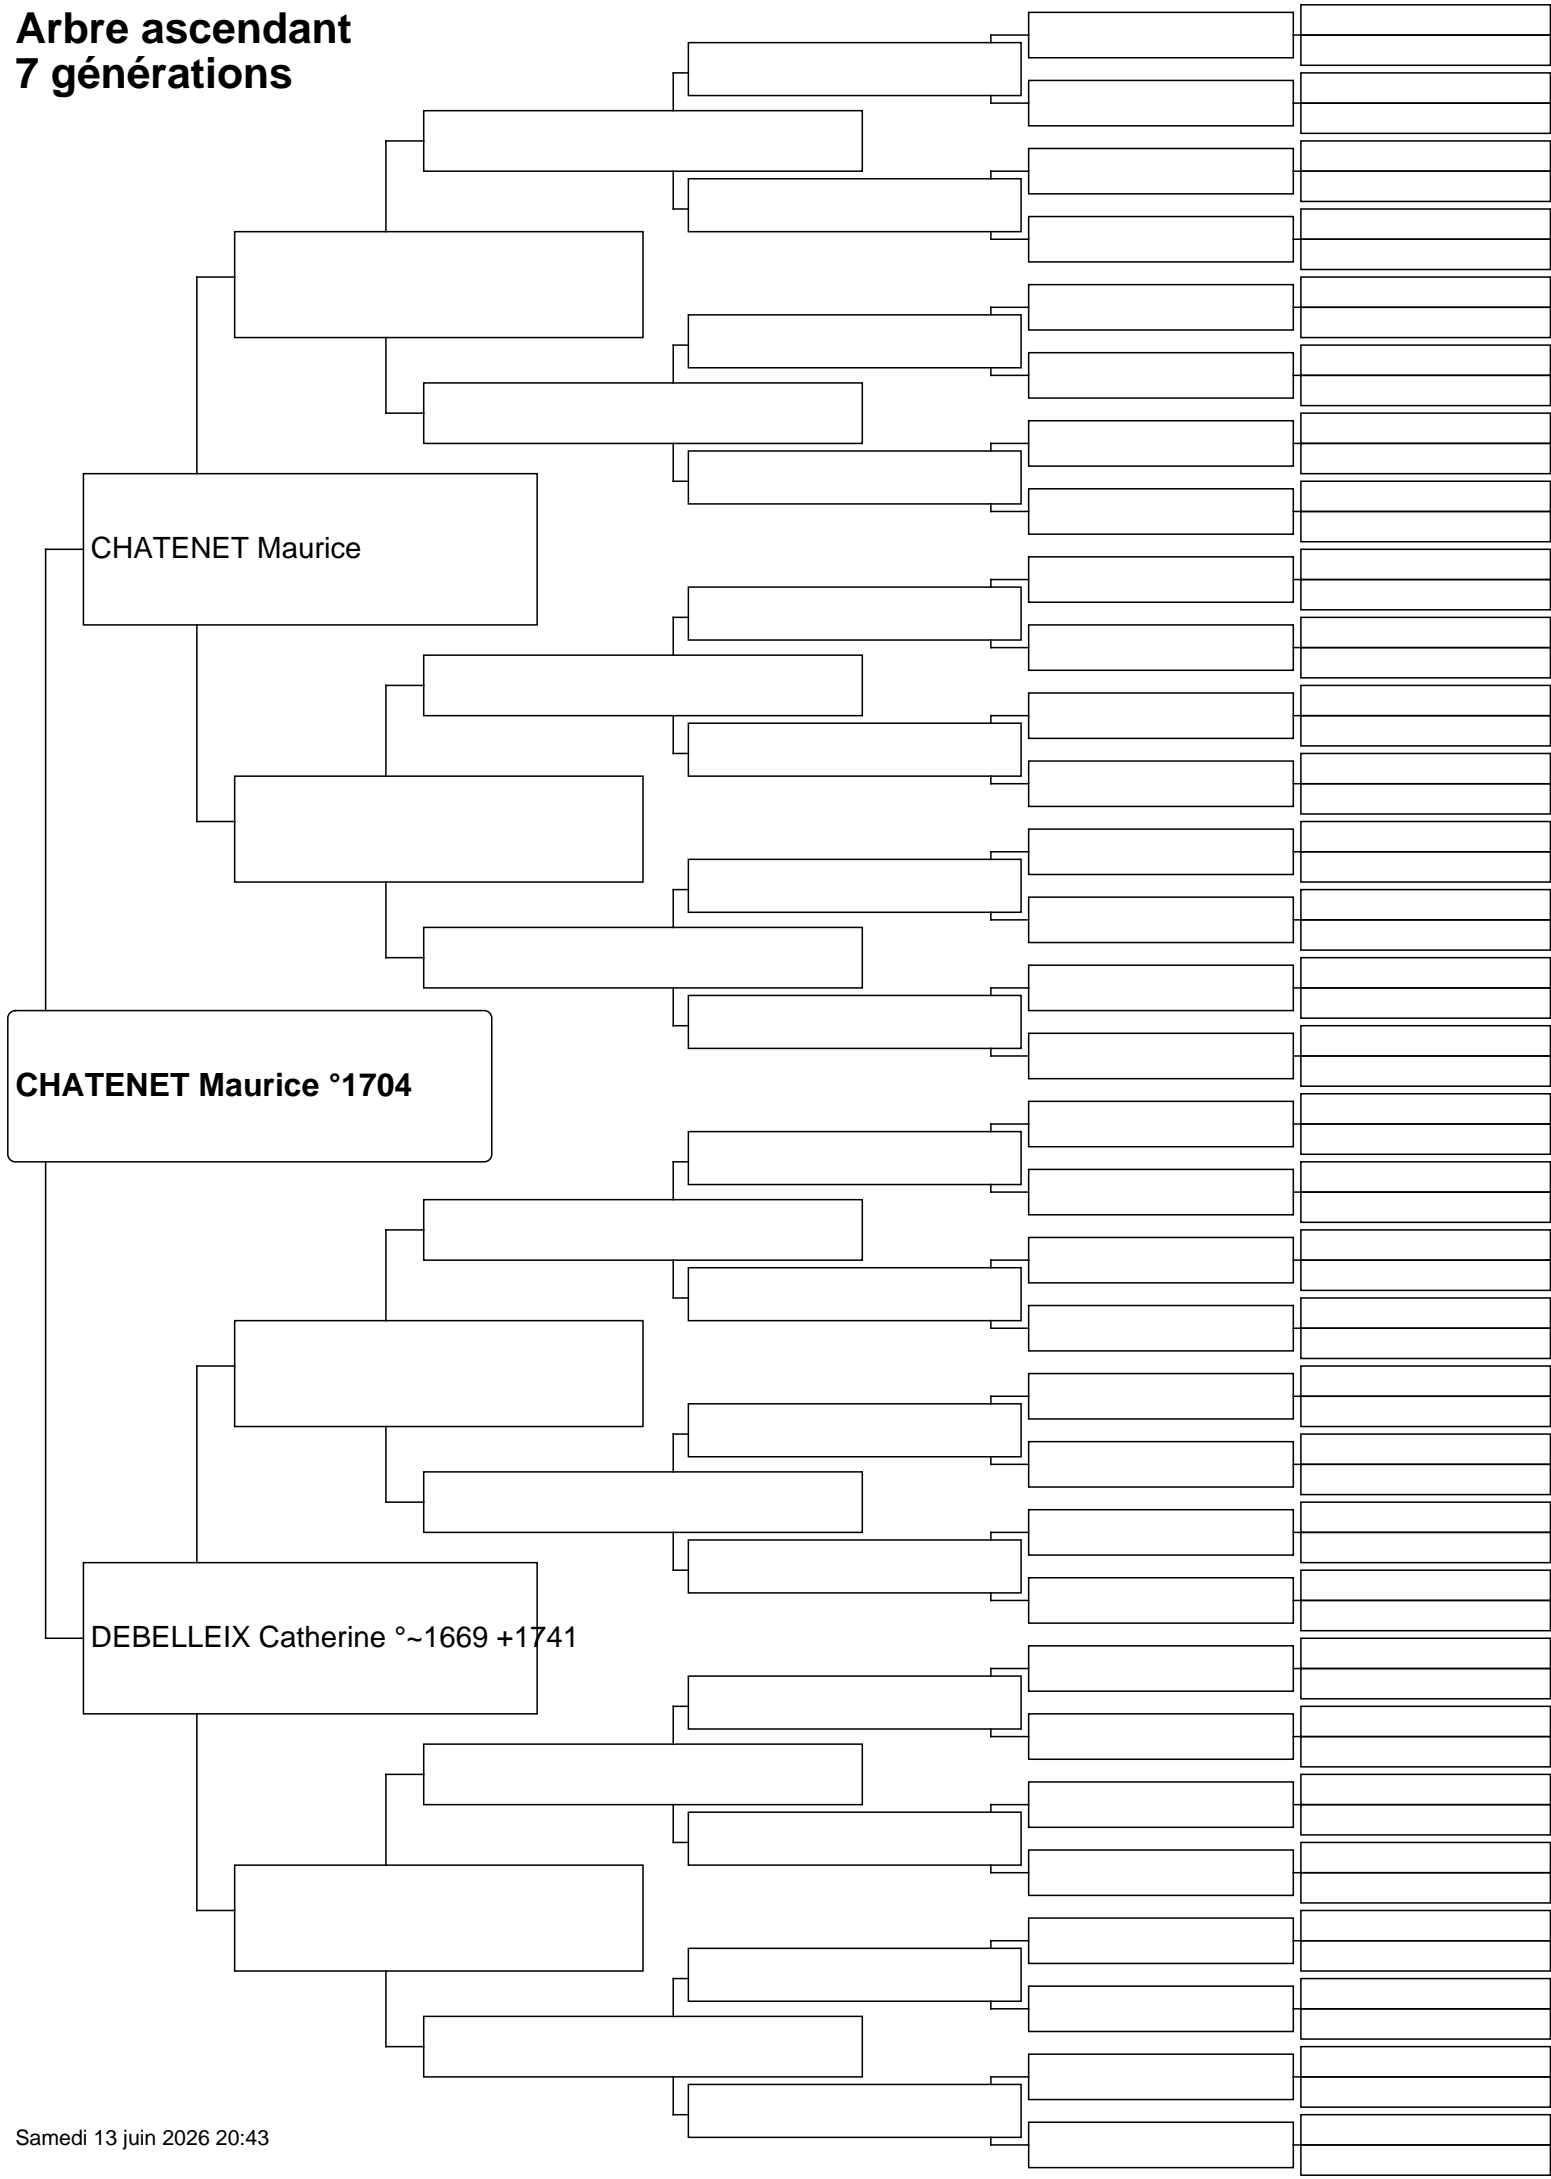 Arbre ascendant
7 générations
CHATENET Maurice
CHATENET Maurice °1704
DEBELLEIX Catherine °~1669 +1741
Samedi 13 juin 2026 20:43